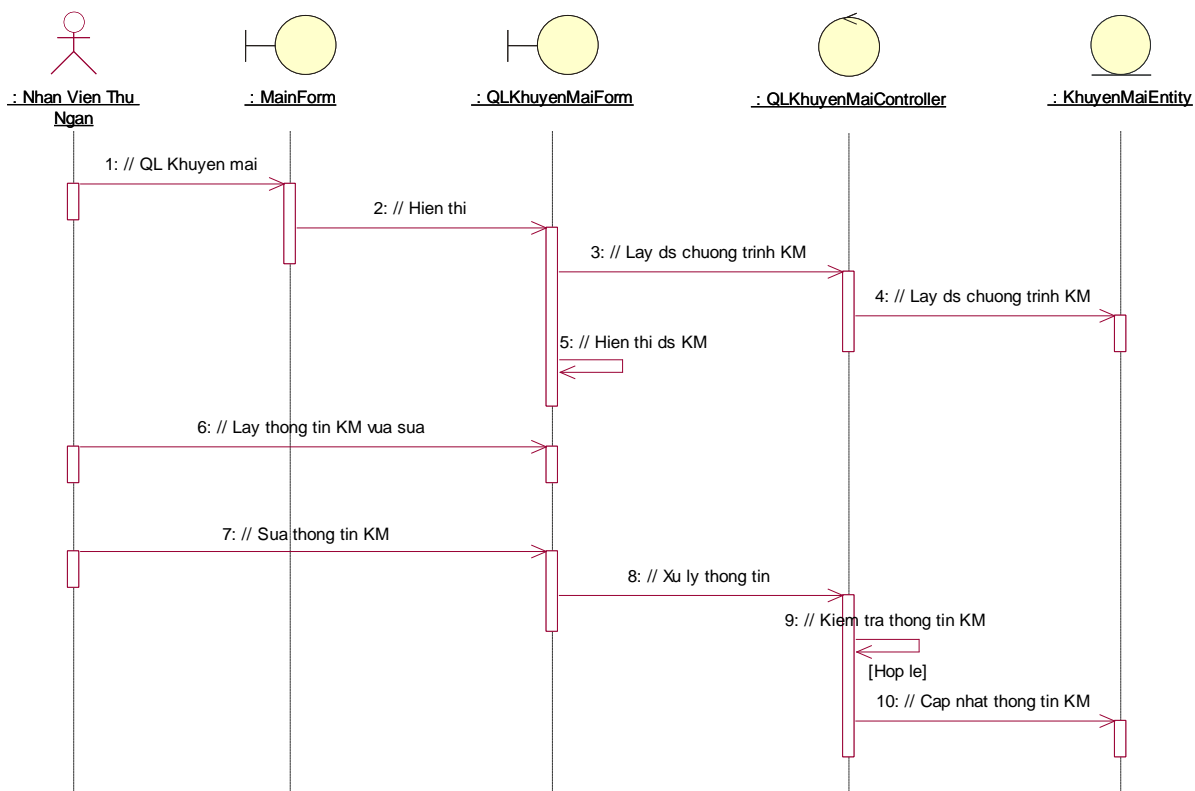 : Nhan Vien Thu
Ngan
: MainForm
: QLKhuyenMaiForm
: QLKhuyenMaiController
: KhuyenMaiEntity
1: // QL Khuyen mai
2: // Hien thi
3: // Lay ds chuong trinh KM
4: // Lay ds chuong trinh KM
5: // Hien thi ds KM
6: // Lay thong tin KM vua sua
7: // Sua thong tin KM
8: // Xu ly thong tin
9: // Kiem tra thong tin KM
[Hop le]
10: // Cap nhat thong tin KM